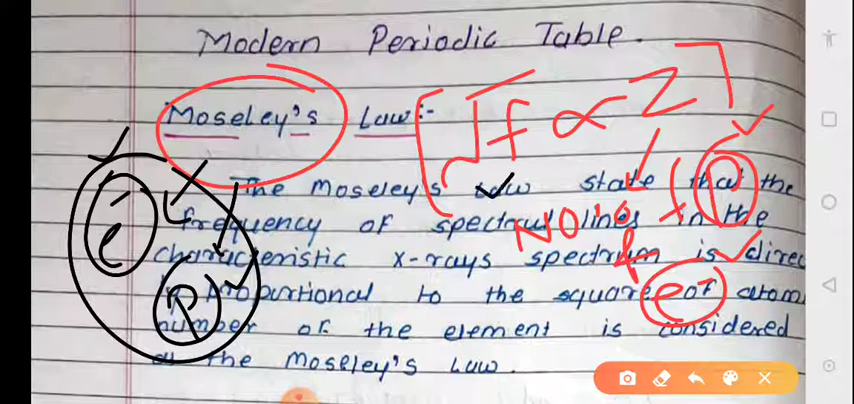 Modern Periodic Table.
Moseley's Law:-
[√f ∝ Z]
The Moseley's Law state that the
frequency of spectral lines in the
characteristic x-rays spectrum is direc
proportional to the square of atom
number of the element is considered
as the Moseley's Law.
NO. of
e
P
P
e